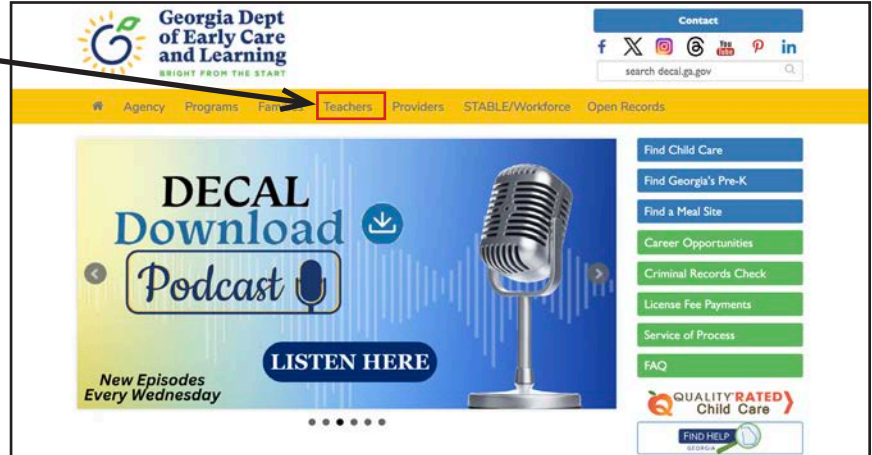 Georgia Dept
of Early Care
and Learning
BRIGHT FROM THE START
Contact
You
Tube
search decal.ga.gov
Agency Programs Teachers Providers STABLE/Workforce Open Records
DECAL
Download
Podcast
LISTEN HERE
New Episodes
Every Wednesday
Find Child Care
Find Georgia's Pre-K
Find a Meal Site
Career Opportunities
Criminal Records Check
License Fee Payments
Service of Process
FAQ
QUALITY RATED
Child Care
FIND HELP
GEORGIA